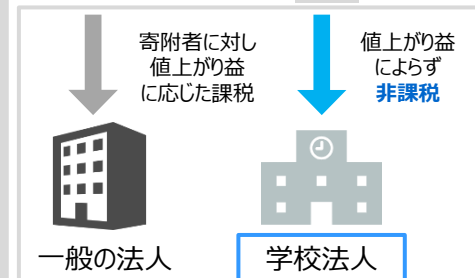 寄附者に対し
値上がり益
に応じた課税
値上がり益
によらず
非課税
一般の法人
学校法人